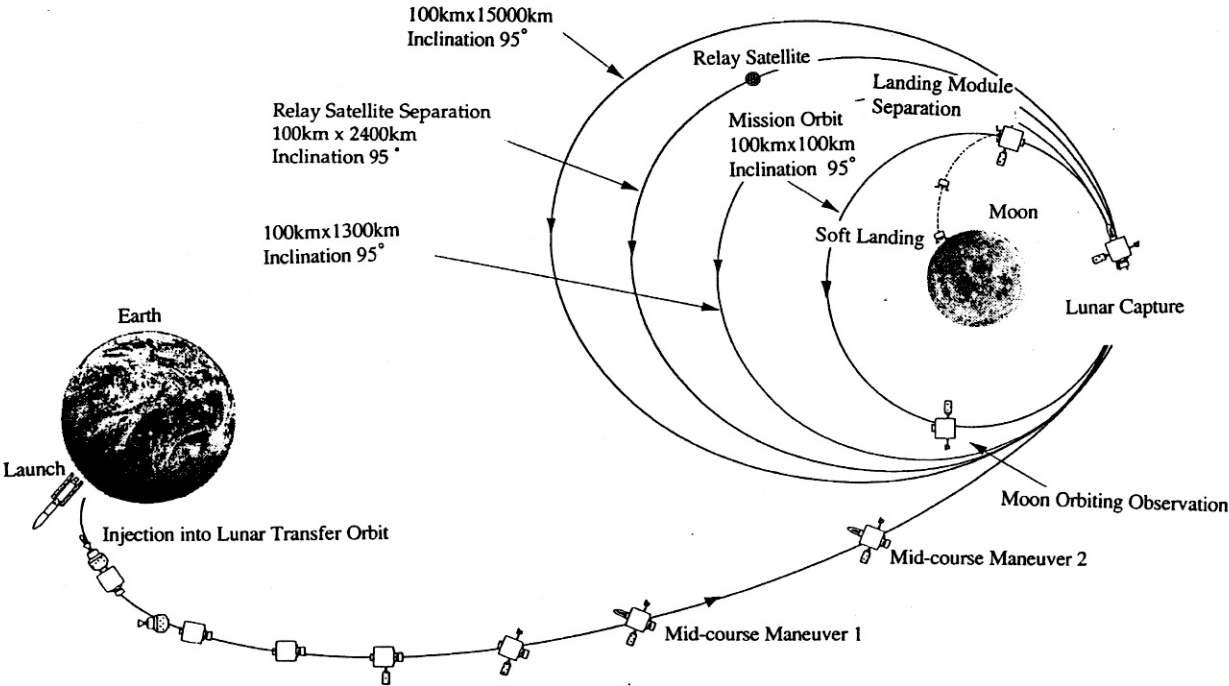 100kmx15000km
Inclination 95°
Relay Satellite
Landing Module
Separation
Relay Satellite Separation
100km x 2400km
Inclination 95 °
Mission Orbit
100kmx100km
Inclination 95°
Moon
Soft Landing
100kmx1300km
Inclination 95°
Lunar Capture
Earth
Launch
Moon Orbiting Observation
Injection into Lunar Transfer Orbit
Mid-course Maneuver 2
Mid-course Maneuver 1